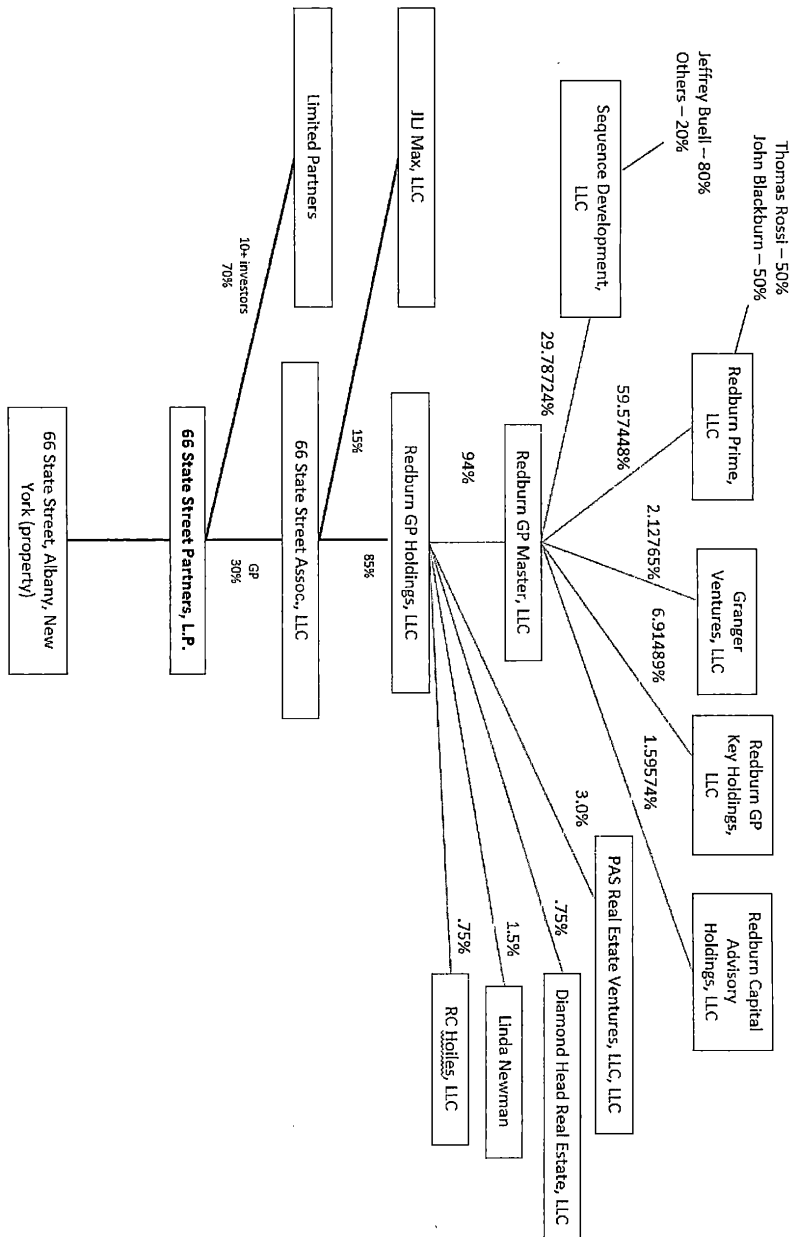 Thomas Rossi – 50%
John Blackburn – 50%
Jeffrey Buell – 80%
Others – 20%
Redburn Prime,
LLC
Granger
Ventures, LLC
Redburn GP
Key Holdings,
LLC
Redburn Capital
Advisory
Holdings, LLC
Sequence Development,
LLC
59.57448%
2.12765%
6.91489%
1.59574%
29.78724%
PAS Real Estate Ventures, LLC, LLC
Redburn GP Master, LLC
3.0%
Diamond Head Real Estate, LLC
94%
.75%
Linda Newman
1.5%
JLJ Max, LLC
Redburn GP Holdings, LLC
.75%
RC Hoiles, LLC
15%
85%
Limited Partners
66 State Street Assoc., LLC
10+ investors
70%
GP
30%
66 State Street Partners, L.P.
66 State Street, Albany, New
York (property)